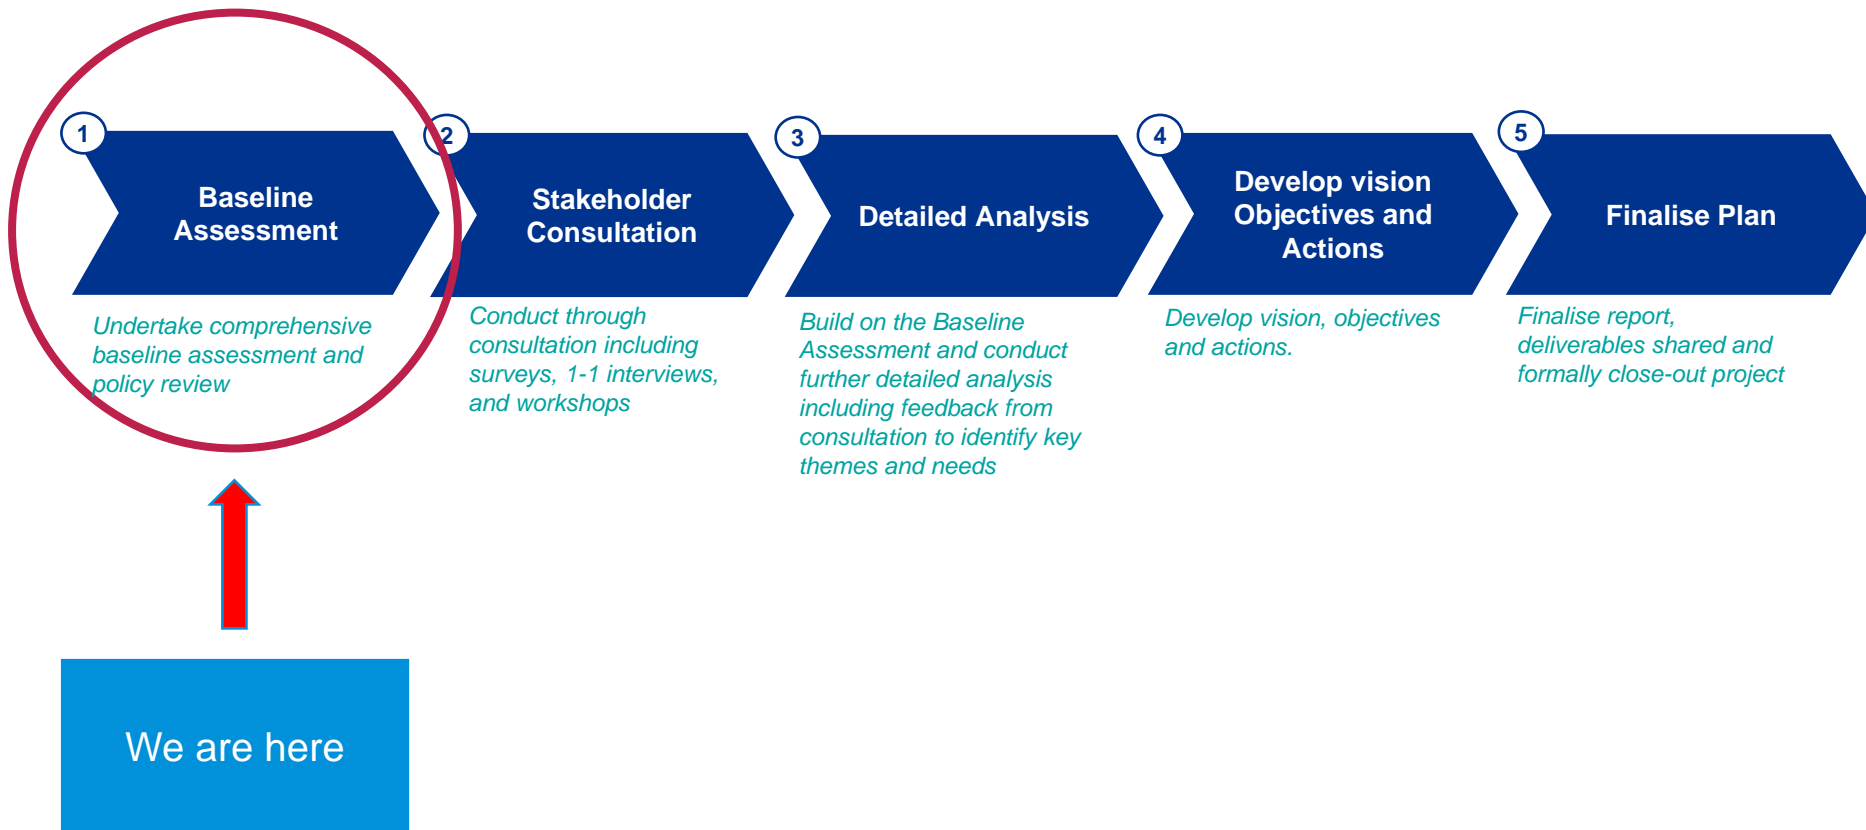 1
Baseline
Assessment
Undertake comprehensive
baseline assessment and
policy review
2
Stakeholder
Consultation
Conduct through
consultation including
surveys, 1-1 interviews,
and workshops
3
Detailed Analysis
Build on the Baseline
Assessment and conduct
further detailed analysis
including feedback from
consultation to identify key
themes and needs
4
Develop vision
Objectives and
Actions
Develop vision, objectives
and actions.
5
Finalise Plan
Finalise report,
deliverables shared and
formally close-out project
We are here